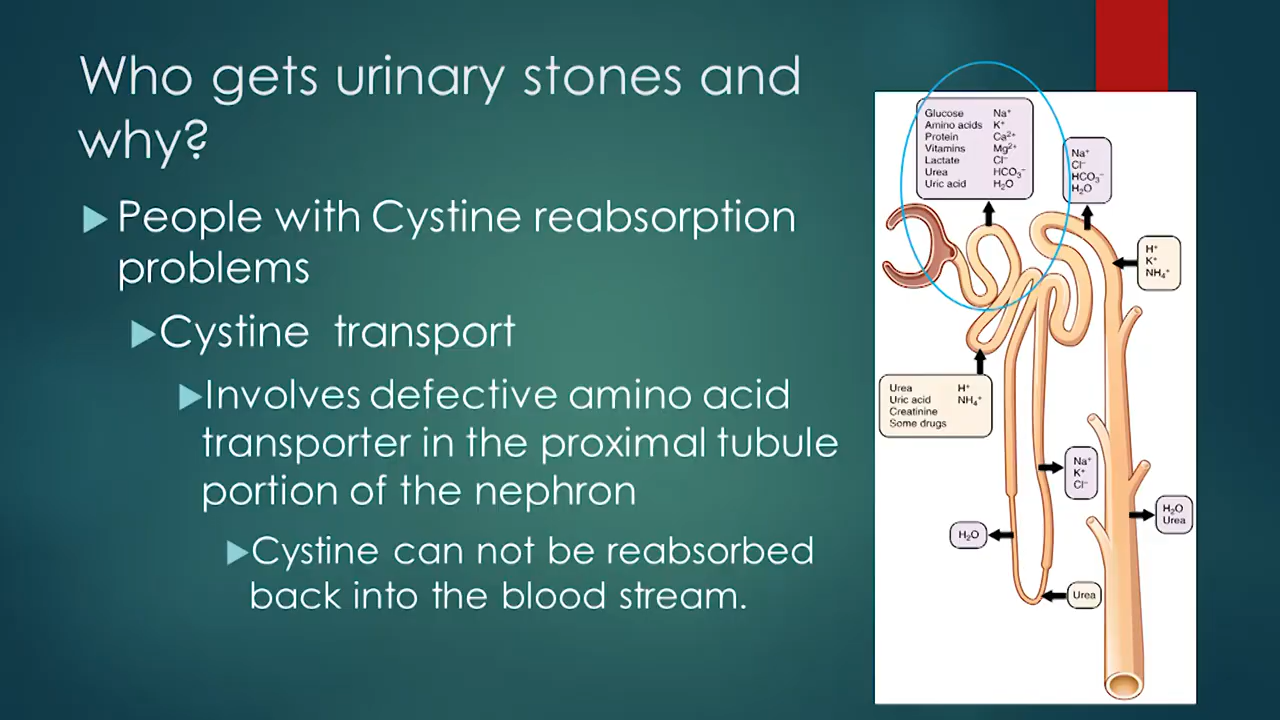 Who gets urinary stones and
why?
People with Cystine reabsorption
problems
Cystine transport
Involves defective amino acid
transporter in the proximal tubule
portion of the nephron
Cystine can not be reabsorbed
back into the blood stream.
Glucose Na⁺
Amino acids K⁺
Protein Ca²⁺
Vitamins Mg²⁺
Lactate Cl⁻
Urea HCO₃⁻
Uric acid H₂O
Na⁺
Cl⁻
HCO₃⁻
H₂O
H⁺
K⁺
NH₄⁺
Urea H⁺
Uric acid NH₄⁺
Creatinine
Some drugs
Na⁺
K⁺
Cl⁻
H₂O
Urea
H₂O
Urea